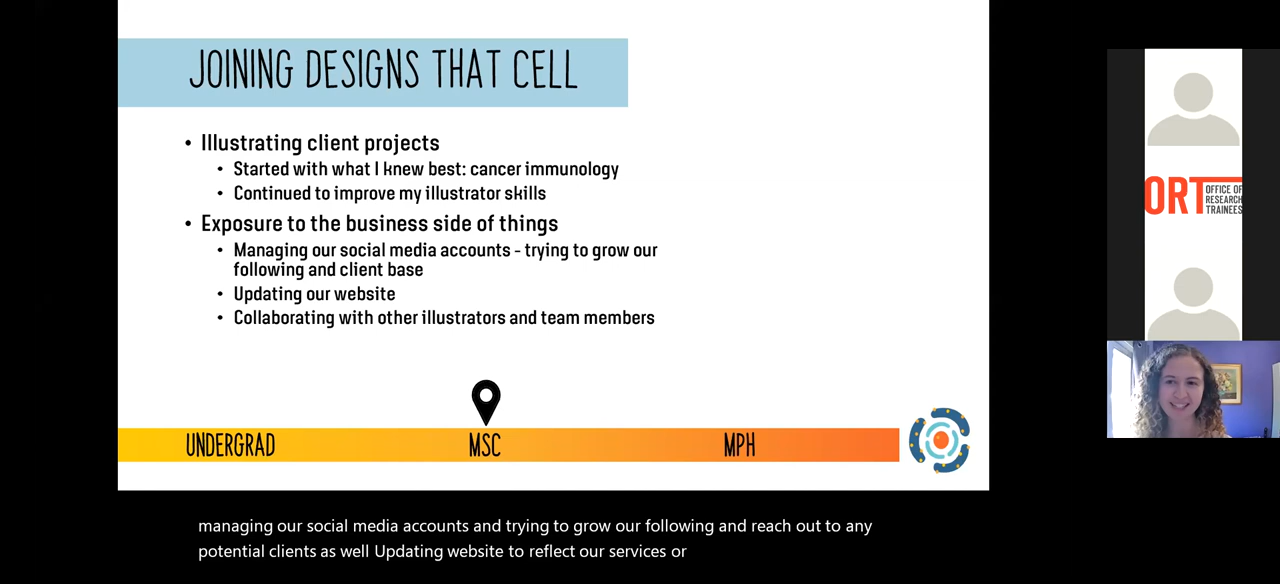 JOINING DESIGNS THAT CELL
• Illustrating client projects
• Started with what I knew best: cancer immunology
• Continued to improve my illustrator skills
• Exposure to the business side of things
• Managing our social media accounts - trying to grow our
following and client base
• Updating our website
• Collaborating with other illustrators and team members
UNDERGRAD
MSC
MPH
ORT
OFFICE OF
RESEARCH
TRAINEES
managing our social media accounts and trying to grow our following and reach out to any
potential clients as well Updating website to reflect our services or